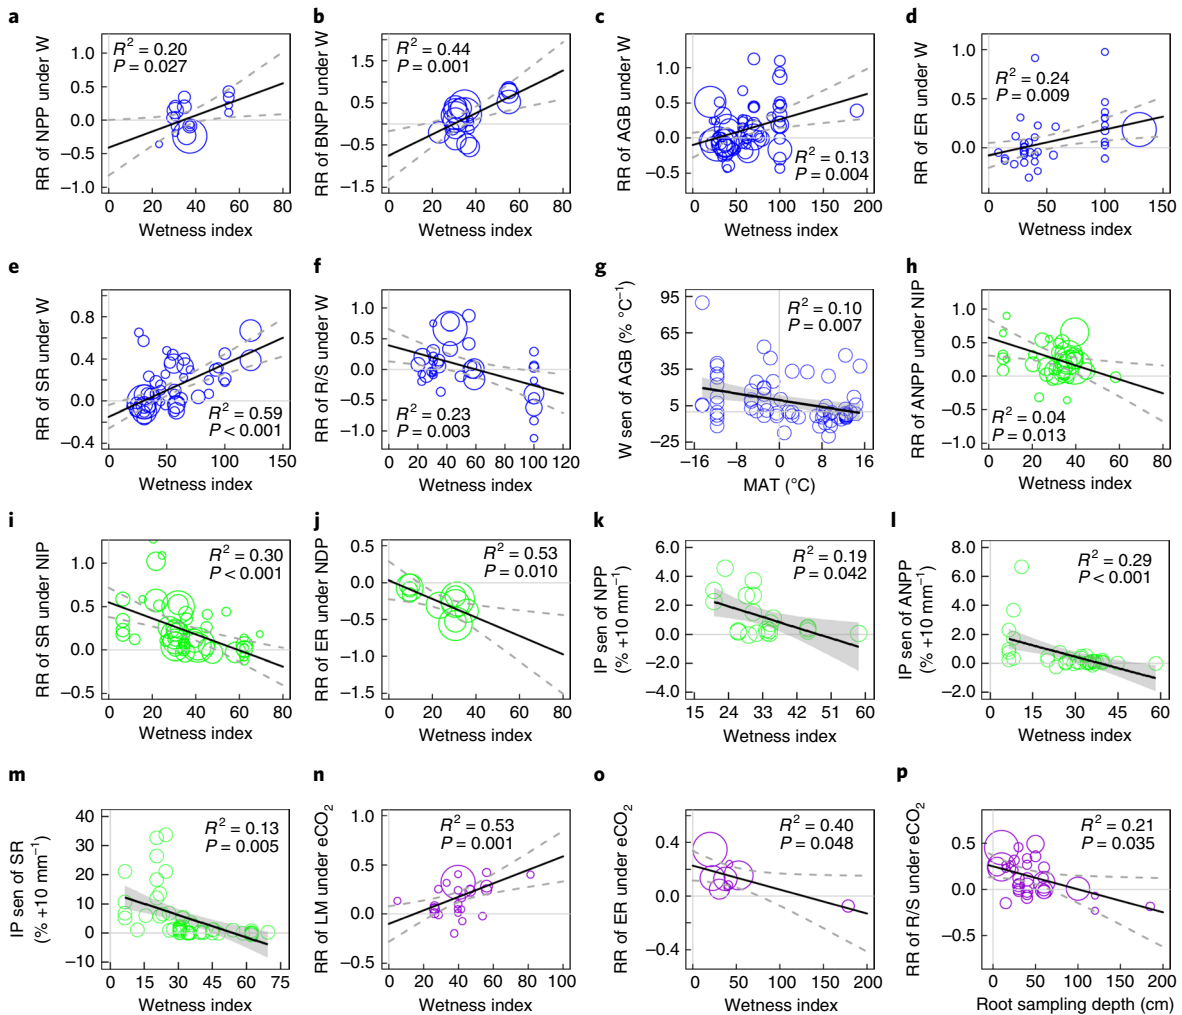 a
RR of NPP under W
1.0
0.5
0
−0.5
−1.0
R² = 0.20
P = 0.027
0 20 40 60 80
Wetness index
b
RR of BNPP under W
1.5
0.5
−0.5
−1.5
R² = 0.44
P = 0.001
0 20 40 60 80
Wetness index
c
RR of AGB under W
1.0
0.5
0.0
−0.5
R² = 0.13
P = 0.004
0 50 100 150 200
Wetness index
d
RR of ER under W
1.0
0.5
0.0
R² = 0.24
P = 0.009
0 50 100 150
Wetness index
e
RR of SR under W
0.8
0.4
0.0
−0.4
R² = 0.59
P < 0.001
0 50 100 150
Wetness index
f
RR of R/S under W
1.0
0.5
0.0
−0.5
−1.0
R² = 0.23
P = 0.003
0 20 40 60 80 100 120
Wetness index
g
W sen of AGB (% °C⁻¹)
95
65
35
5
−25
R² = 0.10
P = 0.007
−16 −8 0 8 16
MAT (°C)
h
RR of ANPP under NIP
1.0
0.5
0.0
−0.5
−1.0
R² = 0.04
P = 0.013
0 20 40 60 80
Wetness index
i
RR of SR under NIP
1.0
0.5
0.0
−0.5
R² = 0.30
P < 0.001
0 20 40 60 80
Wetness index
j
RR of ER under NDP
0.5
0.0
−0.5
−1.0
−1.5
R² = 0.53
P = 0.010
0 20 40 60 80
Wetness index
k
IP sen of NPP
(% +10 mm⁻¹)
6.0
4.0
2.0
0
−2.0
−4.0
R² = 0.19
P = 0.042
15 24 33 42 51 60
Wetness index
l
IP sen of ANPP
(% +10 mm⁻¹)
8.0
6.0
4.0
2.0
0
−2.0
R² = 0.29
P < 0.001
0 15 30 45 60
Wetness index
m
IP sen of SR
(% +10 mm⁻¹)
40
30
20
10
0
−10
R² = 0.13
P = 0.005
0 15 30 45 60 75
Wetness index
n
RR of LM under eCO₂
1.0
0.5
0.0
−0.5
R² = 0.53
P = 0.001
0 20 40 60 80 100
Wetness index
o
RR of ER under eCO₂
0.4
0.0
−0.4
R² = 0.40
P = 0.048
0 50 100 150 200
Wetness index
p
RR of R/S under eCO₂
0.5
0.0
−0.5
R² = 0.21
P = 0.035
0 50 100 150 200
Root sampling depth (cm)